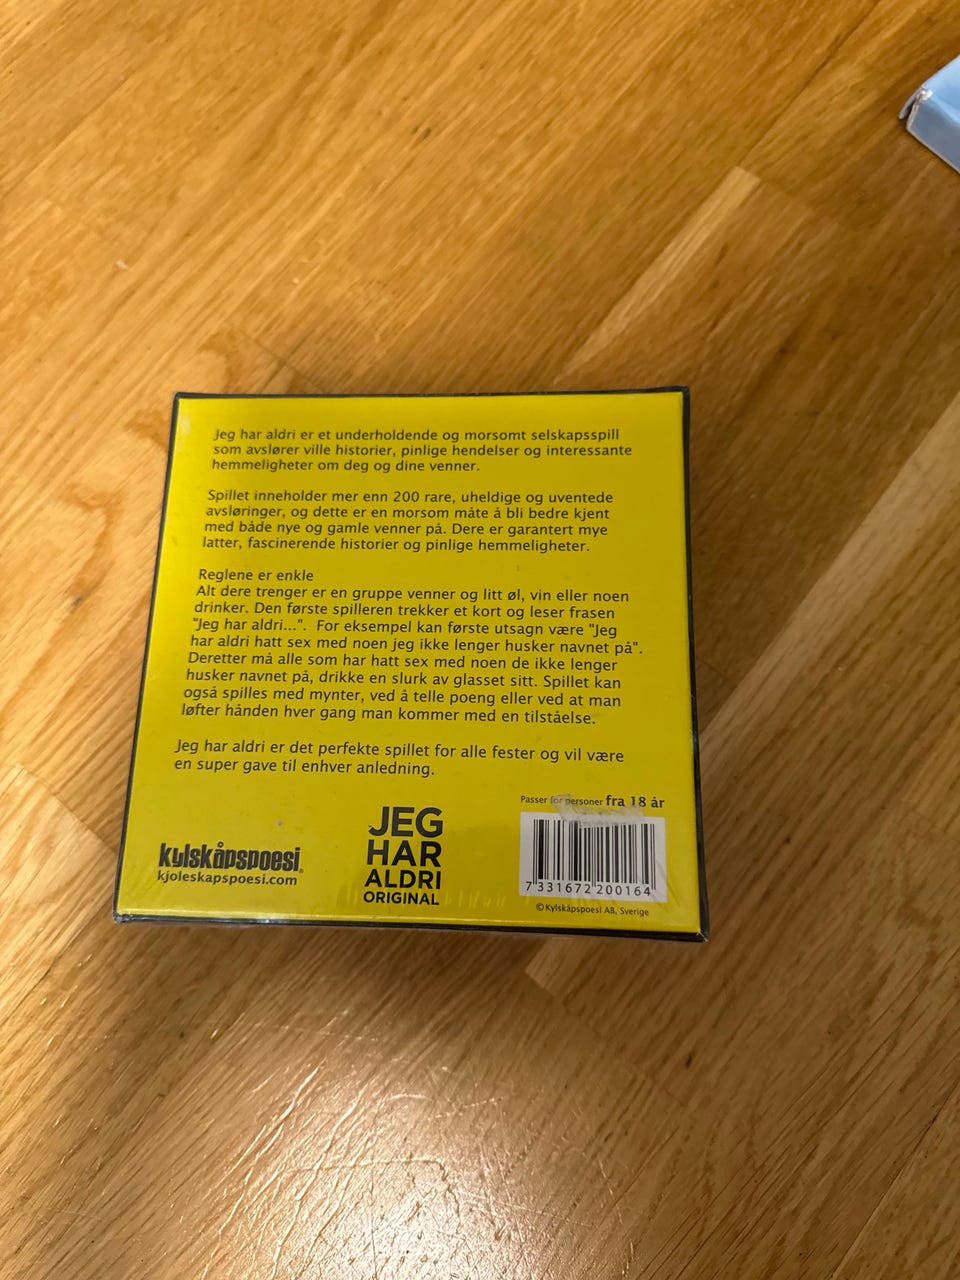 Jeg har aldri er et underholdende og morsomt selskapsspill
som avslører ville historier, pinlige hendelser og interessante
hemmeligheter om deg og dine venner.
Spillet inneholder mer enn 200 rare, uheldige og uventede
avsløringer, og dette er en morsom måte å bli bedre kjent
med både nye og gamle venner på. Dere er garantert mye
latter, fascinerende historier og pinlige hemmeligheter.
Reglene er enkle
Alt dere trenger er en gruppe venner og litt øl, vin eller noen
drinker. Den første spilleren trekker et kort og leser frasen
"Jeg har aldri...". For eksempel kan første utsagn være "Jeg
har aldri hatt sex med noen jeg ikke lenger husker navnet på".
Deretter må alle som har hatt sex med noen de ikke lenger
husker navnet på, drikke en slurk av glasset sitt. Spillet kan
også spilles med mynter, ved å telle poeng eller ved at man
løfter hånden hver gang man kommer med en tilståelse.
Jeg har aldri er det perfekte spillet for alle fester og vil være
en super gave til enhver anledning.
Passer for personer fra 18 år
kylskåpspoesi®
kjoleskapspoesi.com
JEG
HAR
ALDRI
ORIGINAL
7 331672 200164
© Kylskåpspoesi AB, Sverige